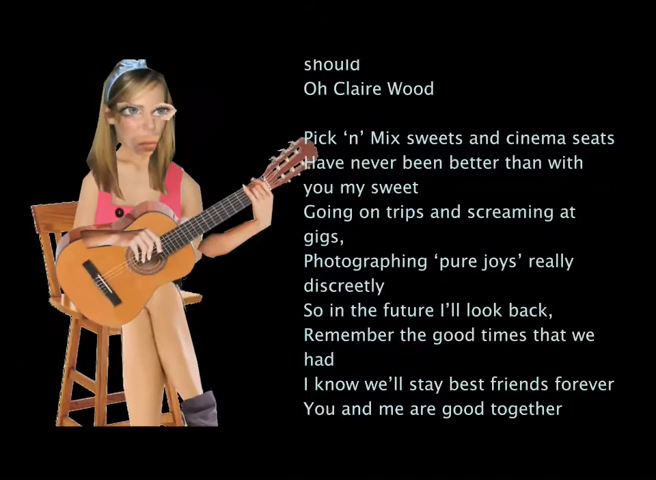 should
Oh Claire Wood
Pick ‘n’ Mix sweets and cinema seats
Have never been better than with
you my sweet
Going on trips and screaming at
gigs,
Photographing ‘pure joys’ really
discreetly
So in the future I’ll look back,
Remember the good times that we
had
I know we’ll stay best friends forever
You and me are good together